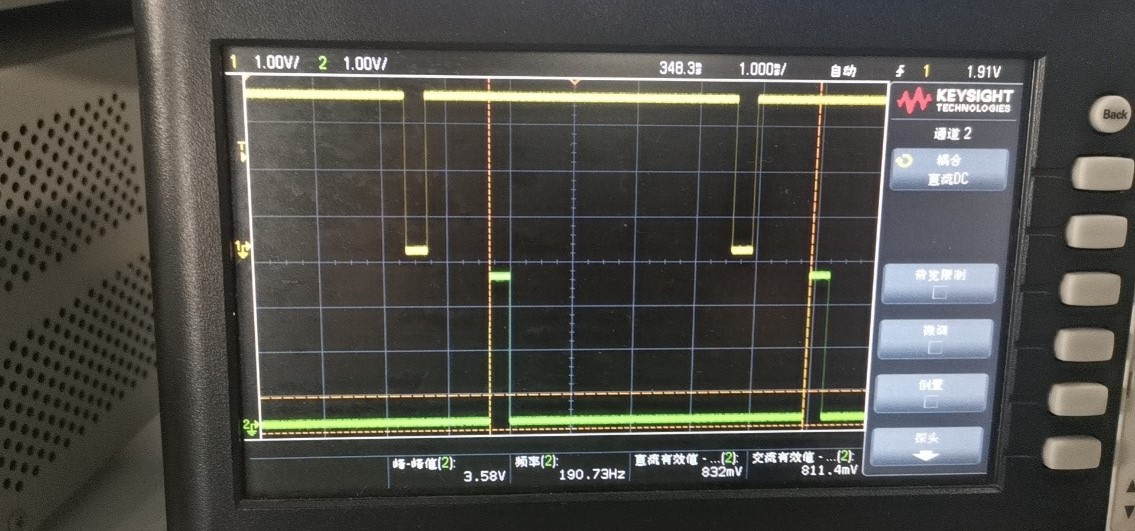 1 1.00V/ 2 1.00V/ 348.3 1.000 / 自动 1 1.91V
KEYSIGHT
TECHNOLOGIES
Back
通道 2
耦合
直流DC
T
1
带宽限制
微调
倒置
2
探头
峰-峰值(2):
3.58V
频率(2):
190.73Hz
直流有效值 - ...(2):
832mV
交流有效值 - ...(2):
811.4mV